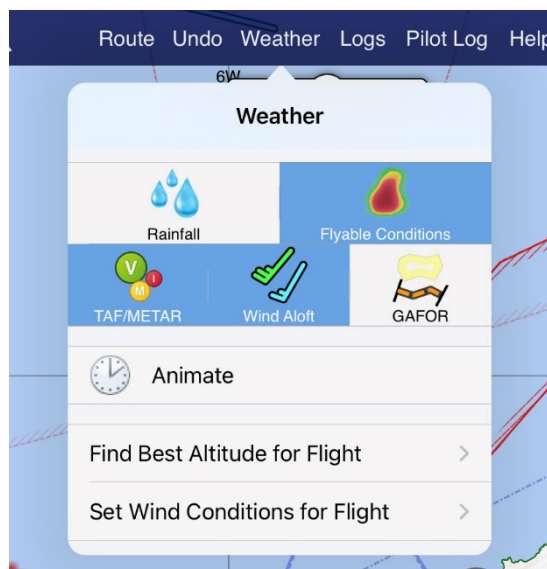 Route Undo Weather Logs Pilot Log Help
6W
Weather
Rainfall Flyable Conditions
V I M
TAF/METAR Wind Aloft GAFOR
Animate
Find Best Altitude for Flight
Set Wind Conditions for Flight